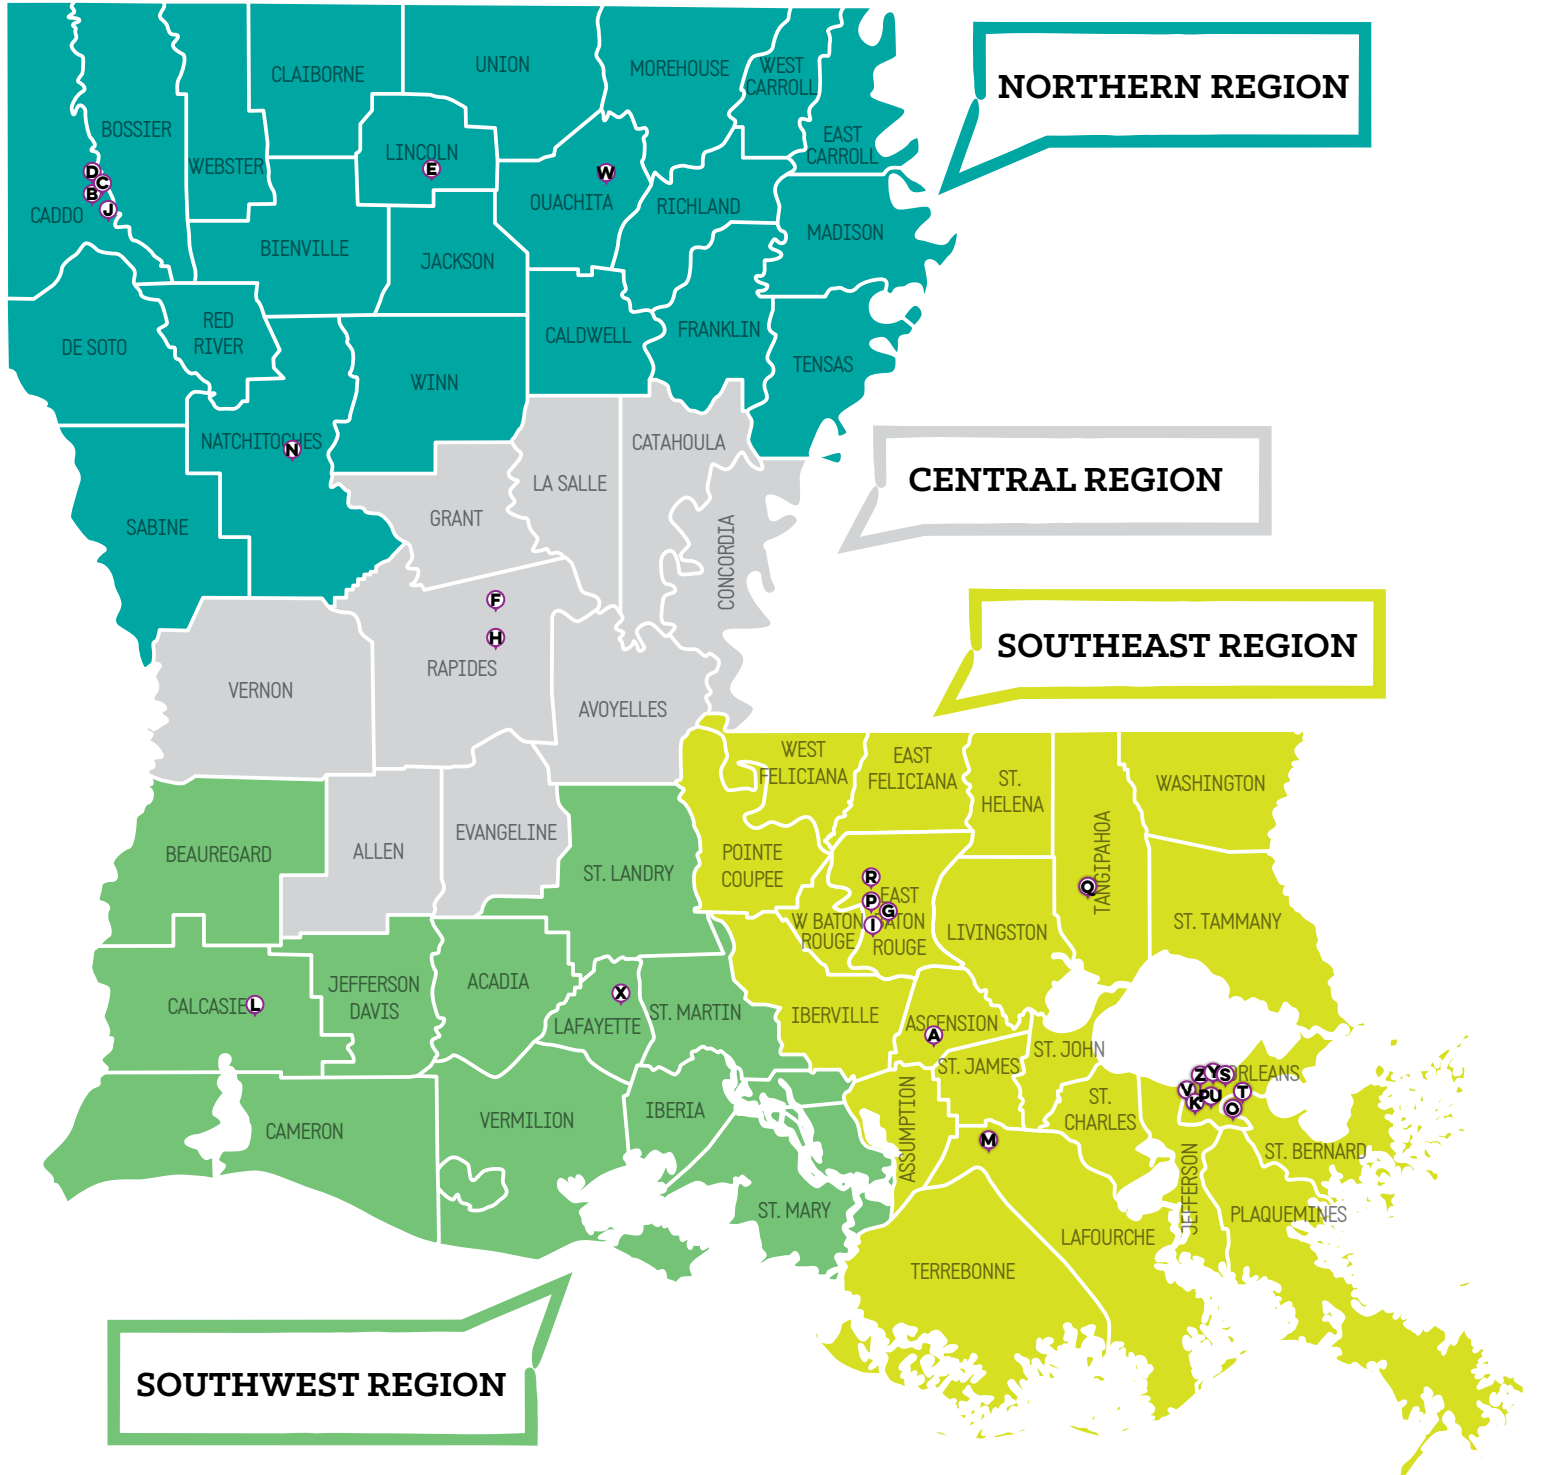 CLAIBORNE
UNION
MOREHOUSE
WEST
CARROLL
NORTHERN REGION
BOSSIER
WEBSTER
LINCOLN
EAST
CARROLL
D
C
B
J
E
W
CADDO
OUACHITA
RICHLAND
MADISON
BIENVILLE
JACKSON
DE SOTO
RED
RIVER
CALDWELL
FRANKLIN
TENSAS
WINN
NATCHITOCHES
N
CATAHOULA
LA SALLE
CENTRAL REGION
SABINE
GRANT
CONCORDIA
F
H
RAPIDES
VERNON
AVOYELLES
SOUTHEAST REGION
WEST
FELICIANA
EAST
FELICIANA
ST.
HELENA
WASHINGTON
TANGIPAHOA
BEAUREGARD
ALLEN
EVANGELINE
ST. LANDRY
POINTE
COUPEE
R
P
G
I
Q
EAST
ATON
ROUGE
W BATON
ROUGE
LIVINGSTON
ST. TAMMANY
CALCASIE
L
JEFFERSON
DAVIS
ACADIA
X
LAFAYETTE
ST. MARTIN
IBERVILLE
ASCENSION
A
ST. JAMES
ST. JOHN
Z
Y
S
RLEANS
V
K
PU
T
O
CAMERON
VERMILION
IBERIA
ASSUMPTION
ST.
CHARLES
M
ST. BERNARD
JEFFERSON
PLAQUEMINES
ST. MARY
LAFOURCHE
TERREBONNE
SOUTHWEST REGION